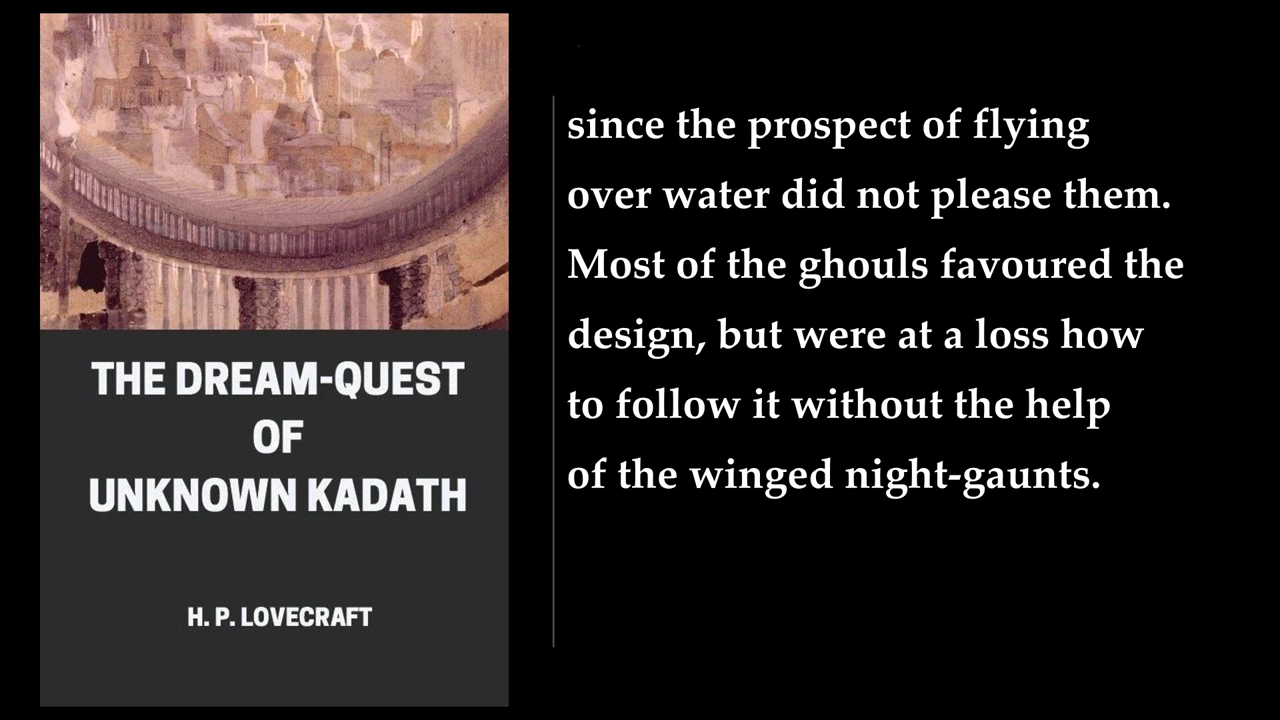 THE DREAM-QUEST
OF
UNKNOWN KADATH
H. P. LOVECRAFT
since the prospect of flying
over water did not please them.
Most of the ghouls favoured the
design, but were at a loss how
to follow it without the help
of the winged night-gaunts.